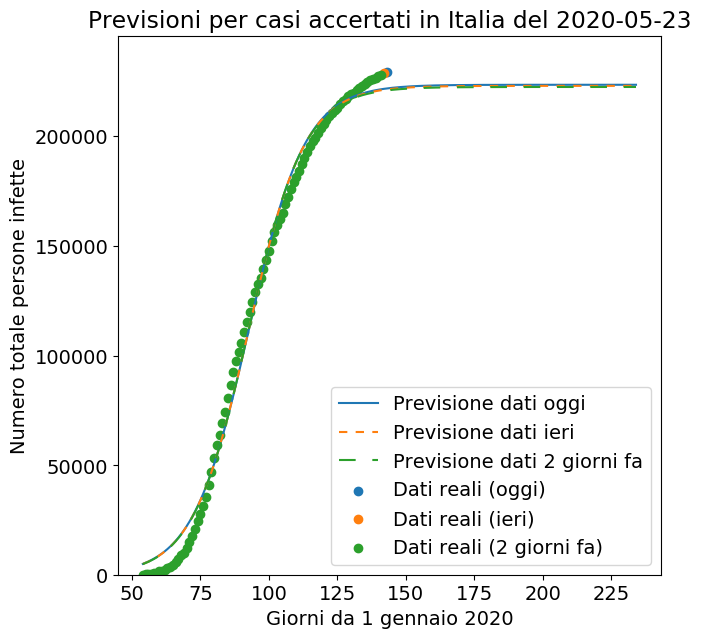 Previsioni per casi accertati in Italia del 2020-05-23
Numero totale persone infette
200000
150000
100000
50000
0
Previsione dati oggi
Previsione dati ieri
Previsione dati 2 giorni fa
Dati reali (oggi)
Dati reali (ieri)
Dati reali (2 giorni fa)
50 75 100 125 150 175 200 225
Giorni da 1 gennaio 2020